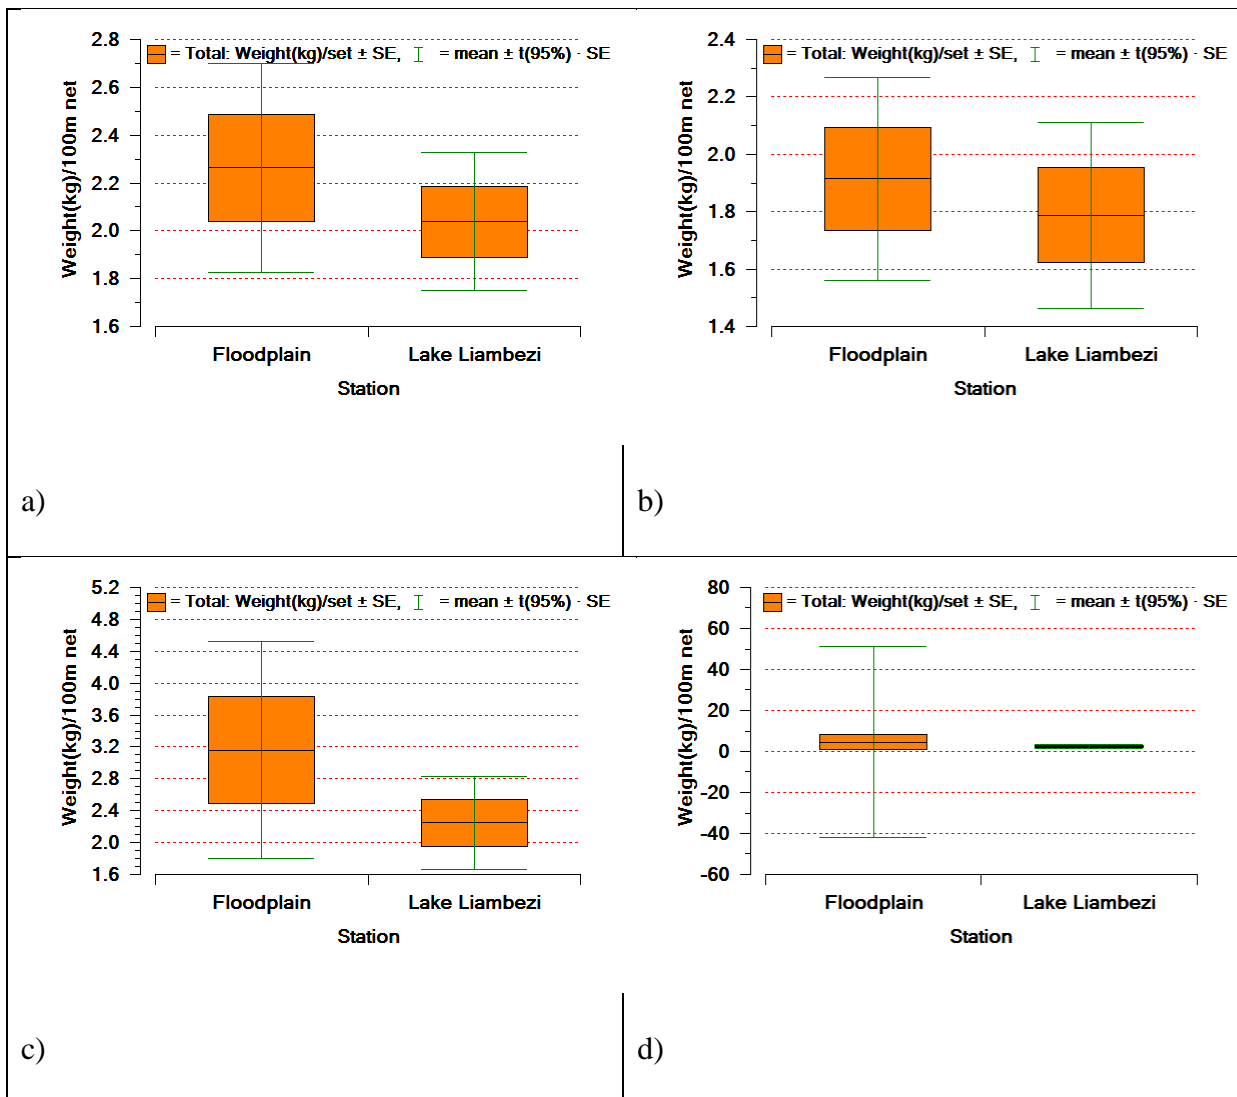 2.8
= Total: Weight(kg)/set ± SE, = mean ± t(95%) - SE
2.6
2.4
2.2
2.0
1.8
1.6
Weight(kg)/100m net
Floodplain Lake Liambezi
Station
a)
2.4
= Total: Weight(kg)/set ± SE, = mean ± t(95%) - SE
2.2
2.0
1.8
1.6
1.4
Weight(kg)/100m net
Floodplain Lake Liambezi
Station
b)
5.2
= Total: Weight(kg)/set ± SE, = mean ± t(95%) - SE
4.8
4.4
4.0
3.6
3.2
2.8
2.4
2.0
1.6
Weight(kg)/100m net
Floodplain Lake Liambezi
Station
c)
80
= Total: Weight(kg)/set ± SE, = mean ± t(95%) - SE
60
40
20
0
-20
-40
-60
Weight(kg)/100m net
Floodplain Lake Liambezi
Station
d)